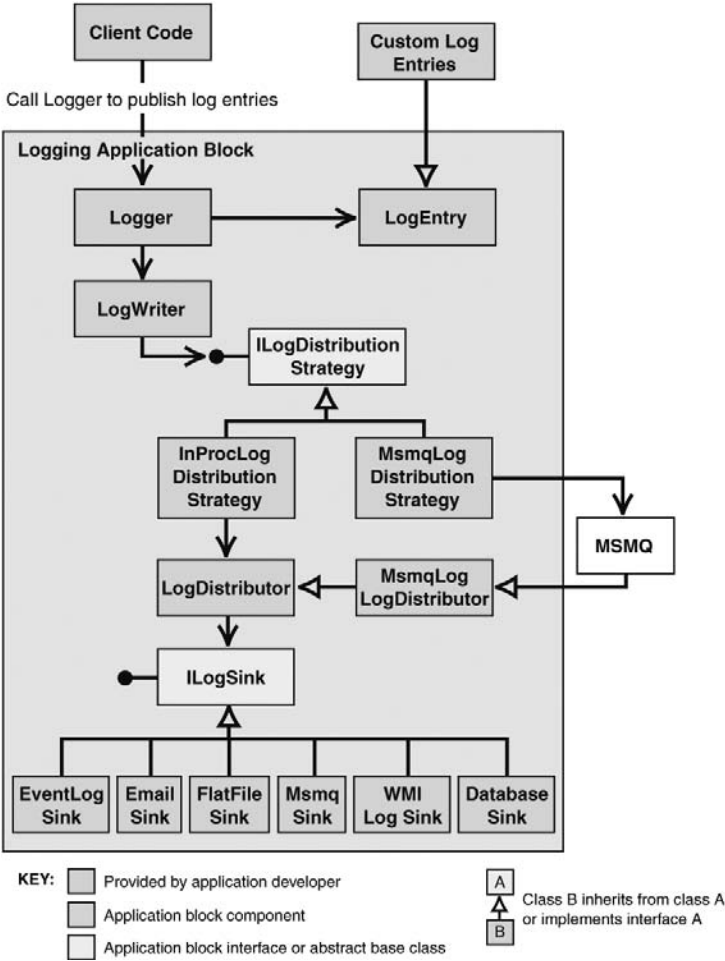 Client Code
Custom Log
Entries
Call Logger to publish log entries
Logging Application Block
Logger
LogEntry
LogWriter
ILogDistribution
Strategy
InProcLog
Distribution
Strategy
MsmqLog
Distribution
Strategy
MSMQ
LogDistributor
MsmqLog
LogDistributor
ILogSink
EventLog
Sink
Email
Sink
FlatFile
Sink
Msmq
Sink
WMI
Log Sink
Database
Sink
KEY:
Provided by application developer
Application block component
Application block interface or abstract base class
A
B
Class B inherits from class A
or implements interface A